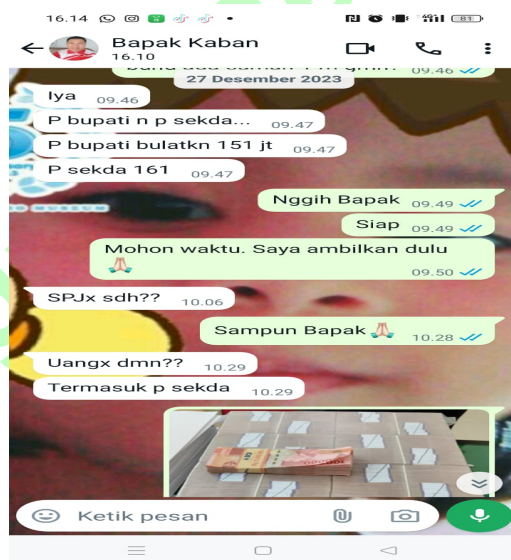 16.14
81
Bapak Kaban
16.10
09.46
27 Desember 2023
Iya 09.46
P bupati n p sekda... 09.47
P bupati bulatkn 151 jt 09.47
P sekda 161 09.47
Nggih Bapak 09.49
Siap 09.49
Mohon waktu. Saya ambilkan dulu
🙏 09.50
SPJx sdh?? 10.06
Sampun Bapak 🙏 10.28
Uangx dmn?? 10.29
Termasuk p sekda 10.29
Ketik pesan